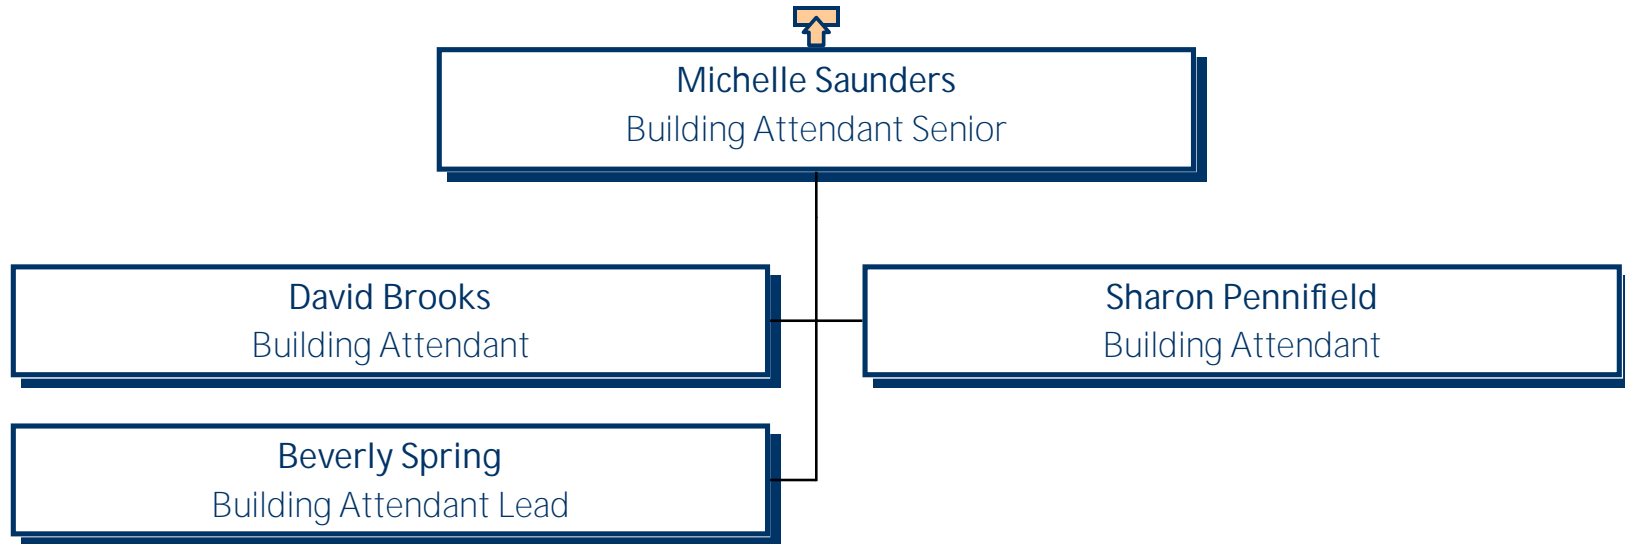 Michelle Saunders
Building Attendant Senior
David Brooks
Building Attendant
Sharon Pennifield
Building Attendant
Beverly Spring
Building Attendant Lead